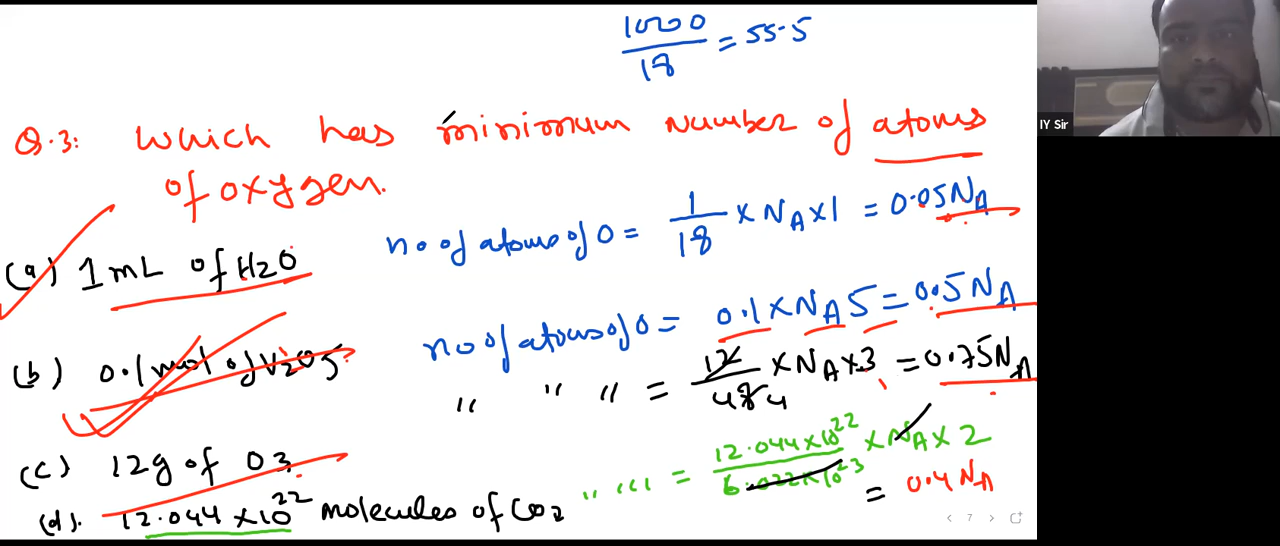 1000/18 = 55.5
Q.3: Which has minimum number of atoms
of oxygen.
no of atoms of O = 1/18 × NA × 1 = 0.05 NA
(a) 1 mL of H2O
no of atoms of O = 0.1 × NA 5 = 0.5 NA
(b) 0.1 mol of V2O5
" " " = 12/48 4 × NA × 3 = 0.75 NA
(c) 12g of O3
" " " = 12.044 × 10^22 / 6.022 × 10^23 × NA × 2
= 0.4 NA
(d). 12.044 × 10^22 molecules of CO2
IY Sir
7